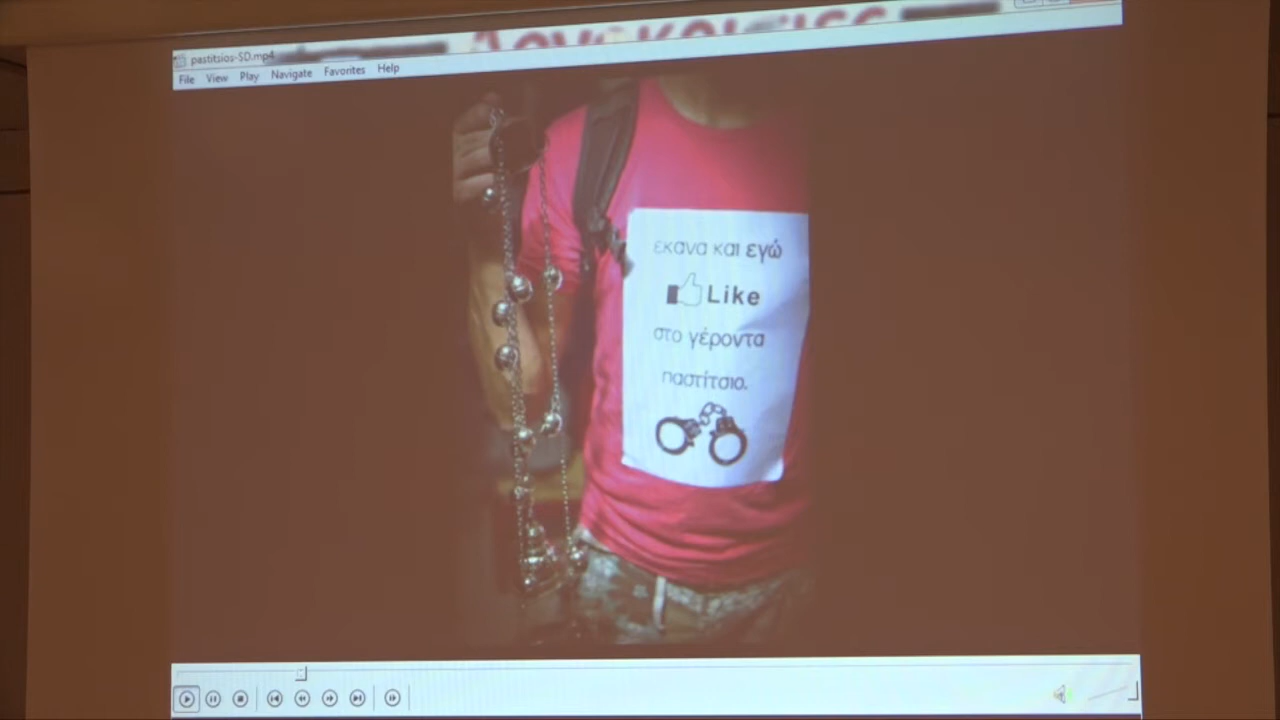 pastitsios-SD.mp4
File View Play Navigate Favorites Help
εκανα και εγώ
Like
στο γέροντα
παστίτσιο.